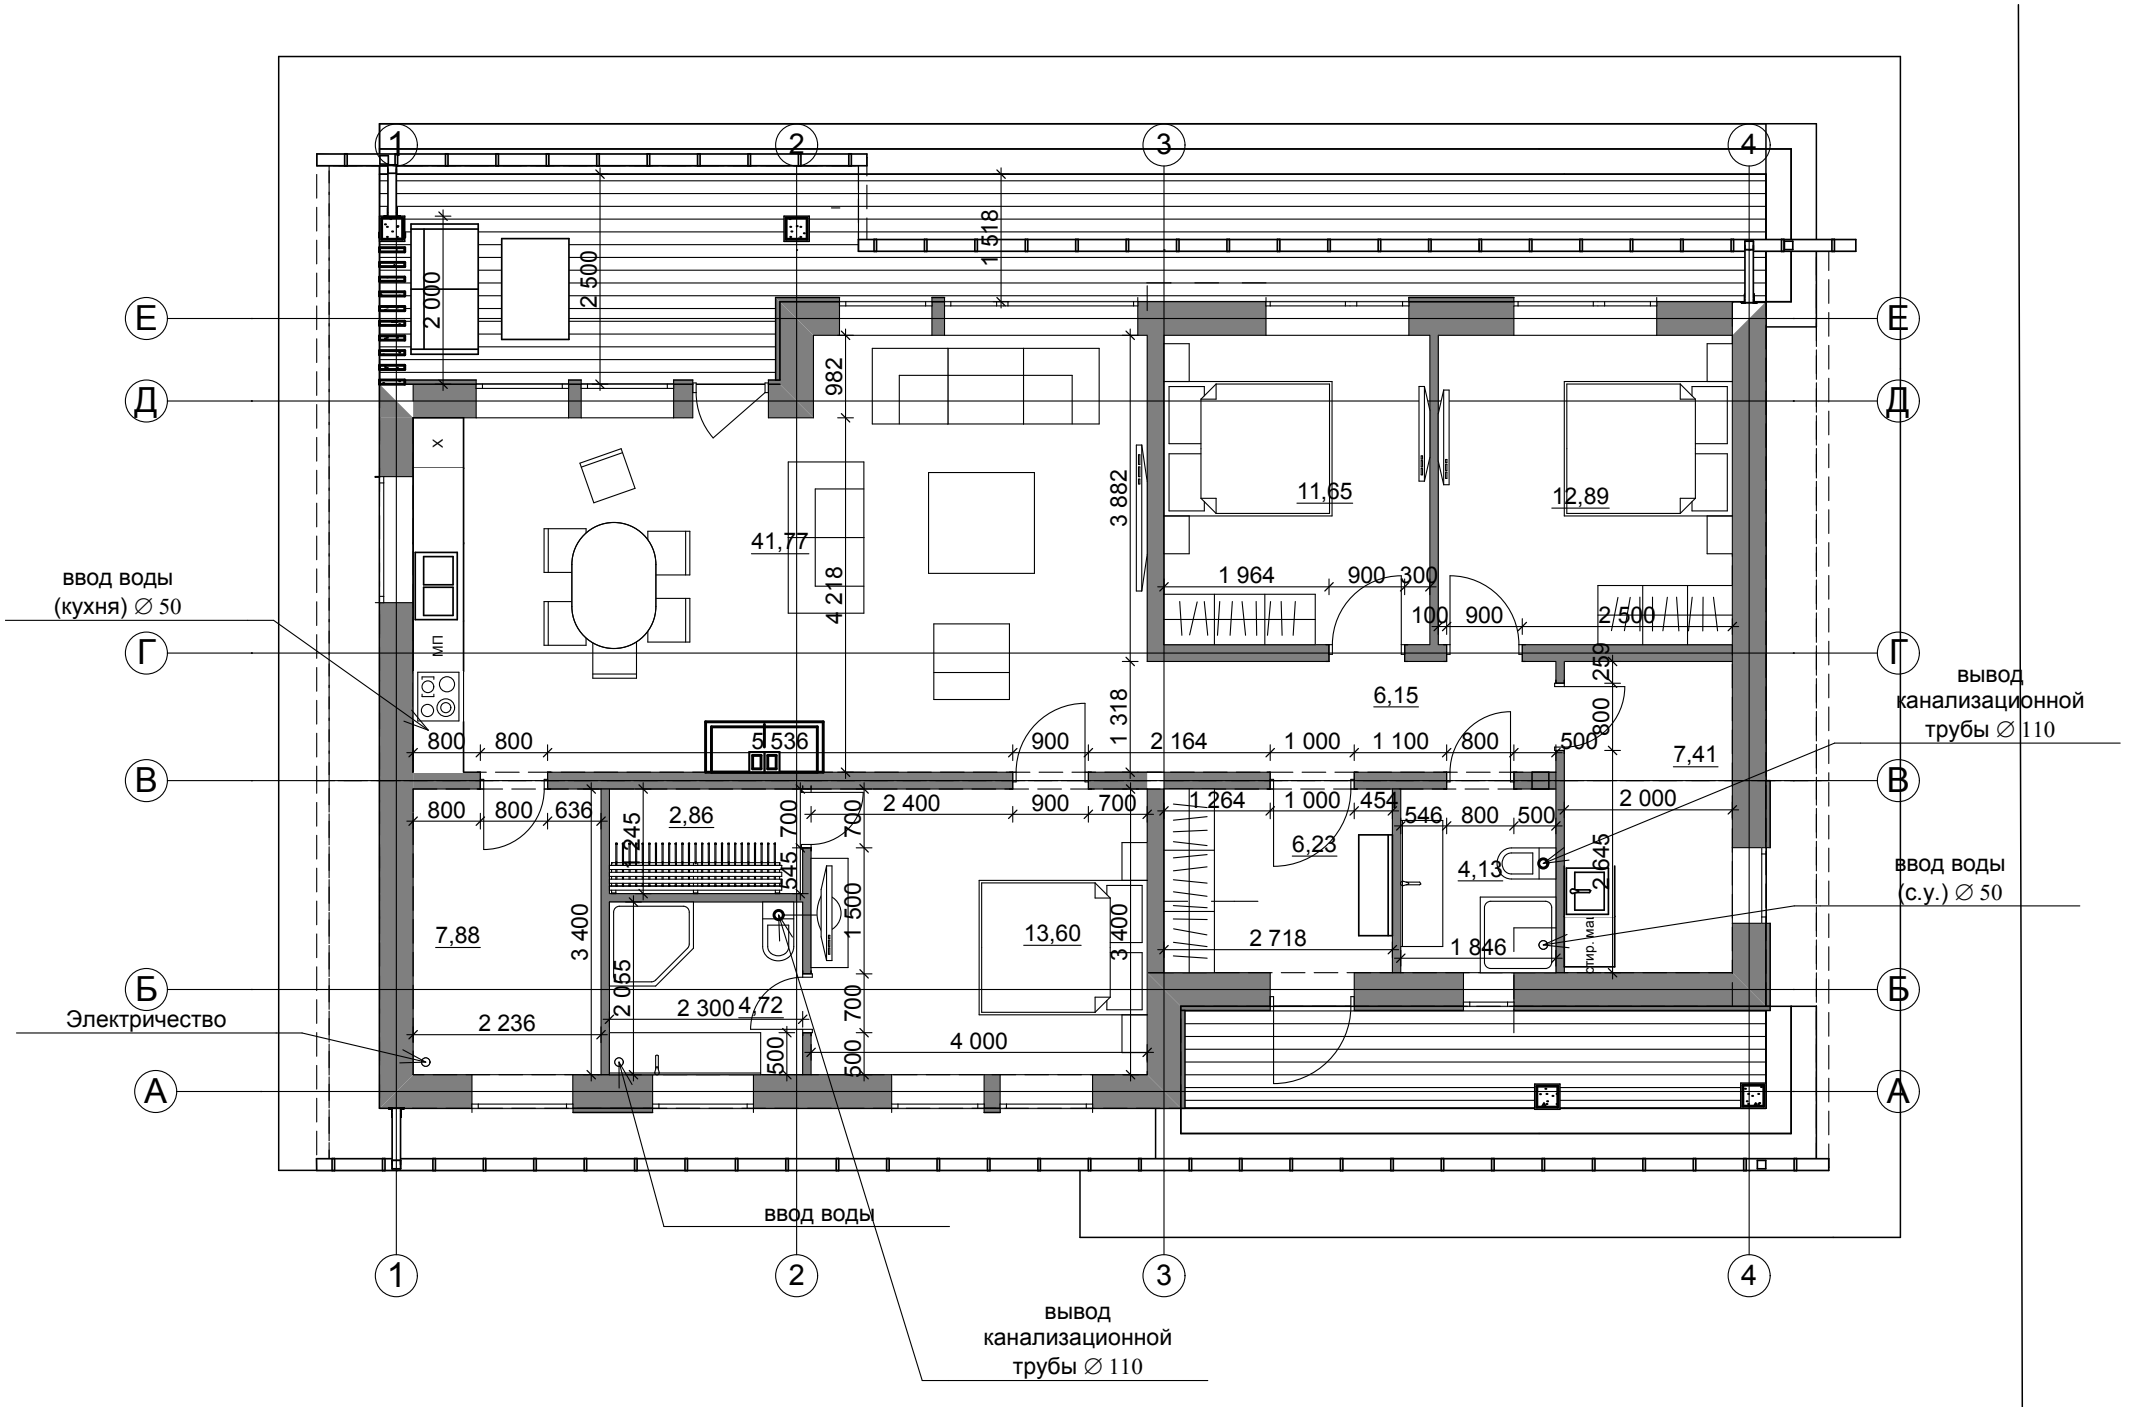 1
2
3
4
1 518
2 500
2 000
Е
Е
Д
Д
982
Х
3 882
11,65
12,89
41,77
4 218
ввод воды
(кухня) ∅ 50
1 964
900
300
100
900
2 500
МП
Г
Г
259
вывод
канализационной
трубы ∅ 110
6,15
1 318
800
800
800
5 536
900
2 164
1 000
1 100
800
500
7,41
В
В
800
800
636
2,86
700
700
2 400
900
700
1 264
1 000
454
546
800
500
2 000
1 245
545
6,23
4,13
2 645
ввод воды
(с.у.) ∅ 50
7,88
3 400
1 500
13,60
3 400
2 718
1 846
стир. маш
Б
Б
2 055
Электричество
2 236
2 300
4,72
700
4 000
500
500
А
А
ввод воды
1
2
3
4
вывод
канализационной
трубы ∅ 110